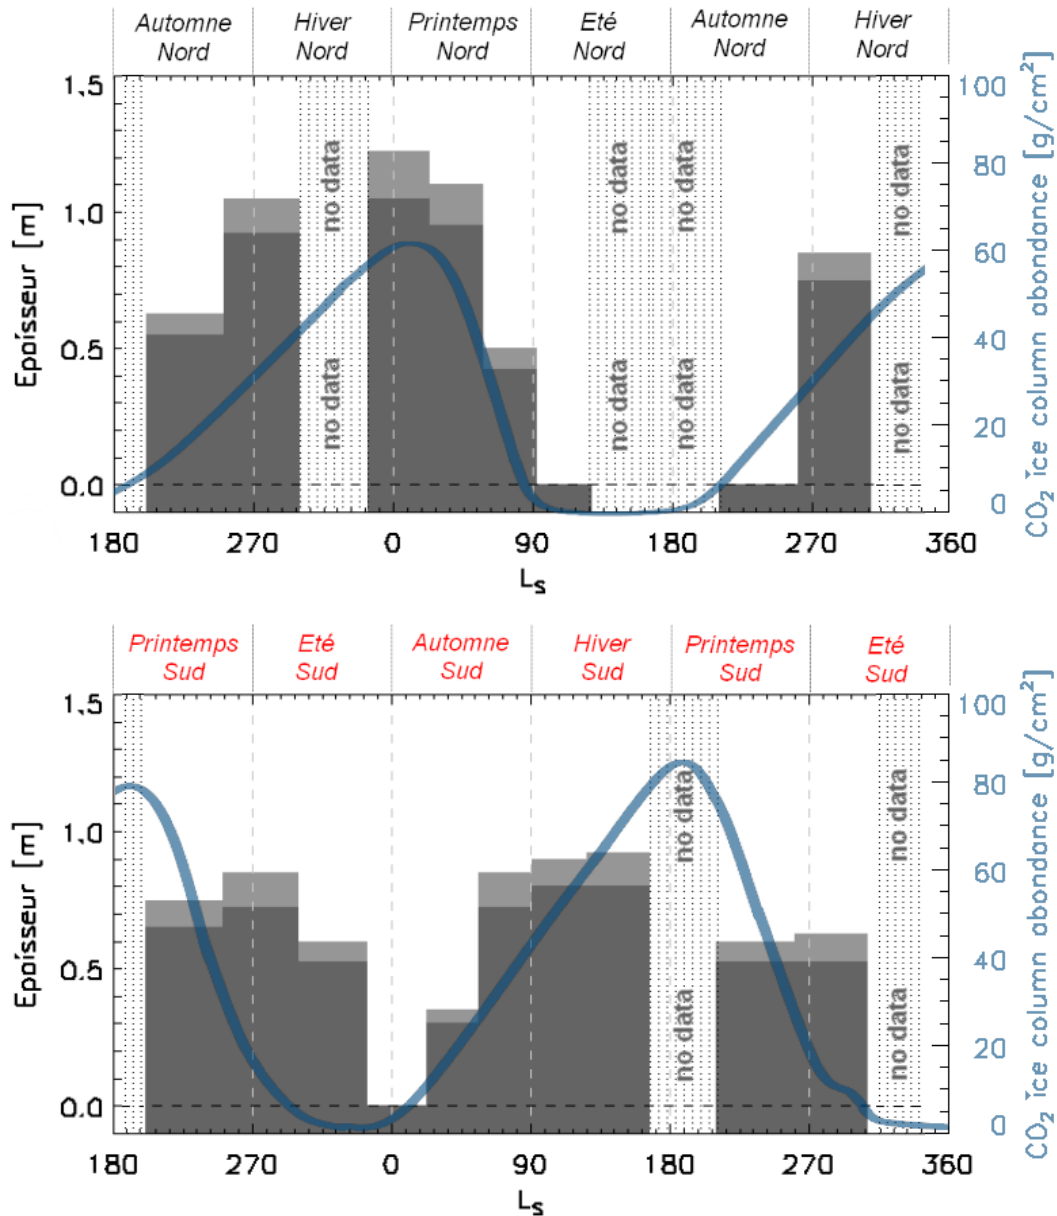 Automne Nord
Hiver Nord
Printemps Nord
Eté Nord
Automne Nord
Hiver Nord
1.5
1.0
0.5
0.0
Epaisseur [m]
no data
no data
no data
no data
no data
no data
no data
no data
100
80
60
40
20
0
CO₂ ice column abondance [g/cm²]
180
270
0
90
180
270
360
Ls
Printemps Sud
Eté Sud
Automne Sud
Hiver Sud
Printemps Sud
Eté Sud
1.5
1.0
0.5
0.0
Epaisseur [m]
no data
no data
no data
no data
100
80
60
40
20
0
CO₂ ice column abondance [g/cm²]
180
270
0
90
180
270
360
Ls